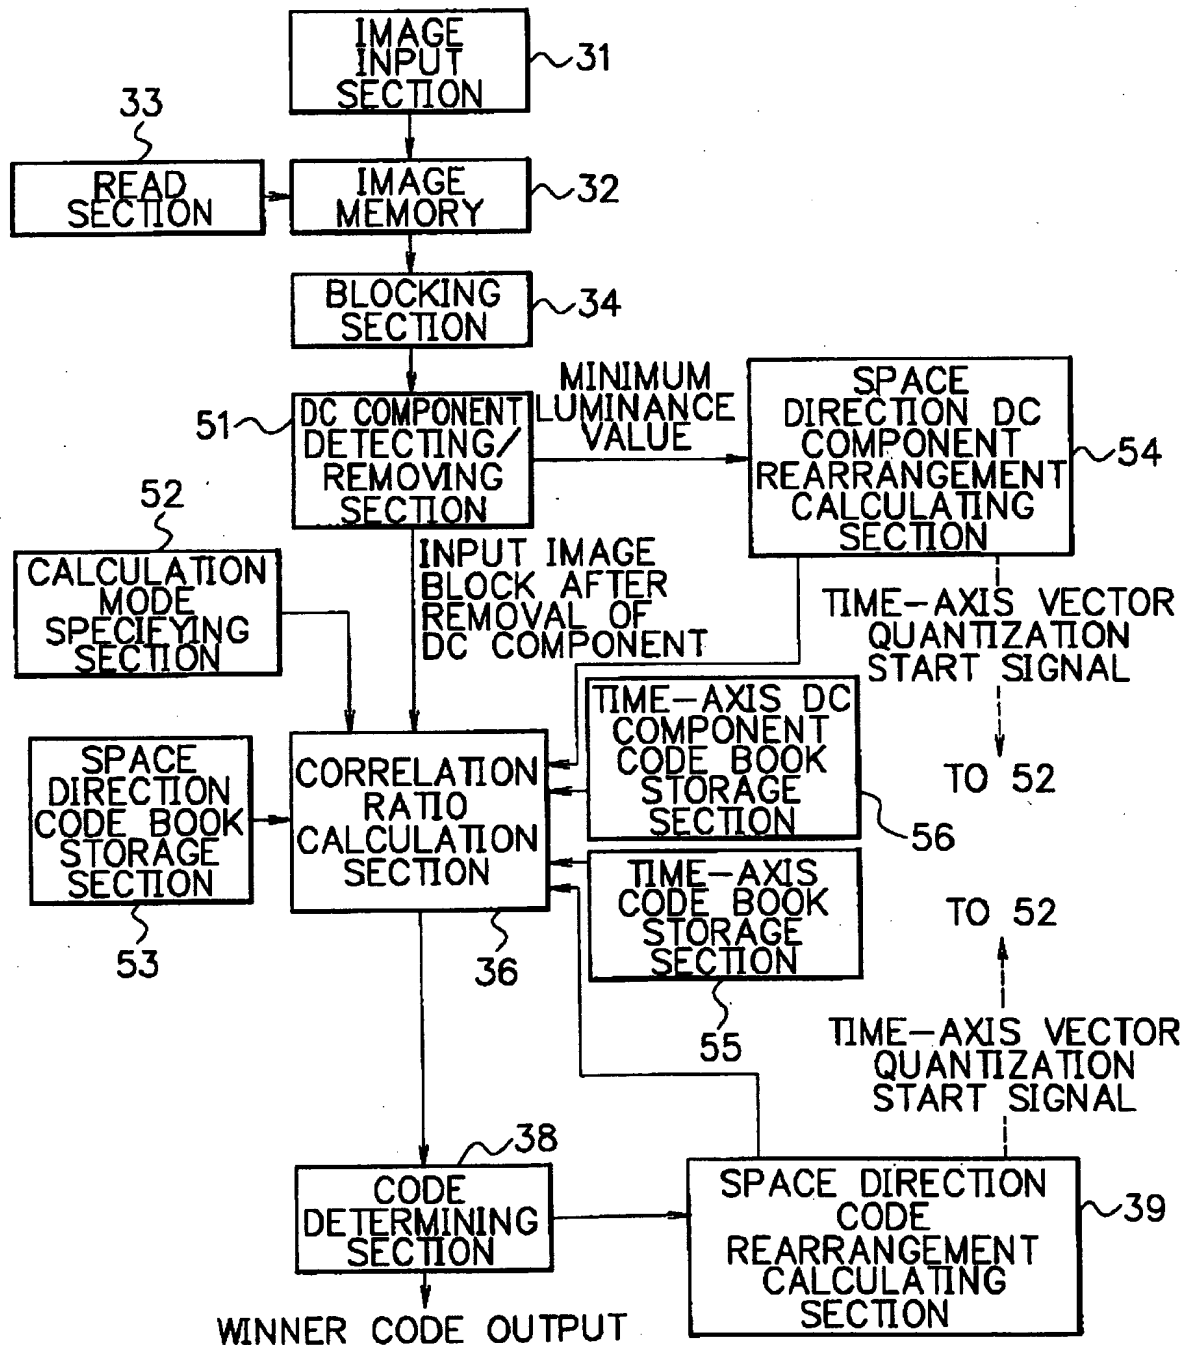 IMAGE
INPUT
SECTION
31
33
READ
SECTION
IMAGE
MEMORY
32
BLOCKING
SECTION
34
51
DC COMPONENT
DETECTING/
REMOVING
SECTION
MINIMUM
LUMINANCE
VALUE
SPACE
DIRECTION DC
COMPONENT
REARRANGEMENT
CALCULATING
SECTION
54
52
CALCULATION
MODE
SPECIFYING
SECTION
INPUT IMAGE
BLOCK AFTER
REMOVAL OF
DC COMPONENT
TIME-AXIS VECTOR
QUANTIZATION
START SIGNAL
TO 52
SPACE
DIRECTION
CODE BOOK
STORAGE
SECTION
53
CORRELATION
RATIO
CALCULATION
SECTION
36
TIME-AXIS DC
COMPONENT
CODE BOOK
STORAGE
SECTION
56
TIME-AXIS
CODE BOOK
STORAGE
SECTION
55
TO 52
TIME-AXIS VECTOR
QUANTIZATION
START SIGNAL
38
CODE
DETERMINING
SECTION
SPACE DIRECTION
CODE
REARRANGEMENT
CALCULATING
SECTION
39
WINNER CODE OUTPUT